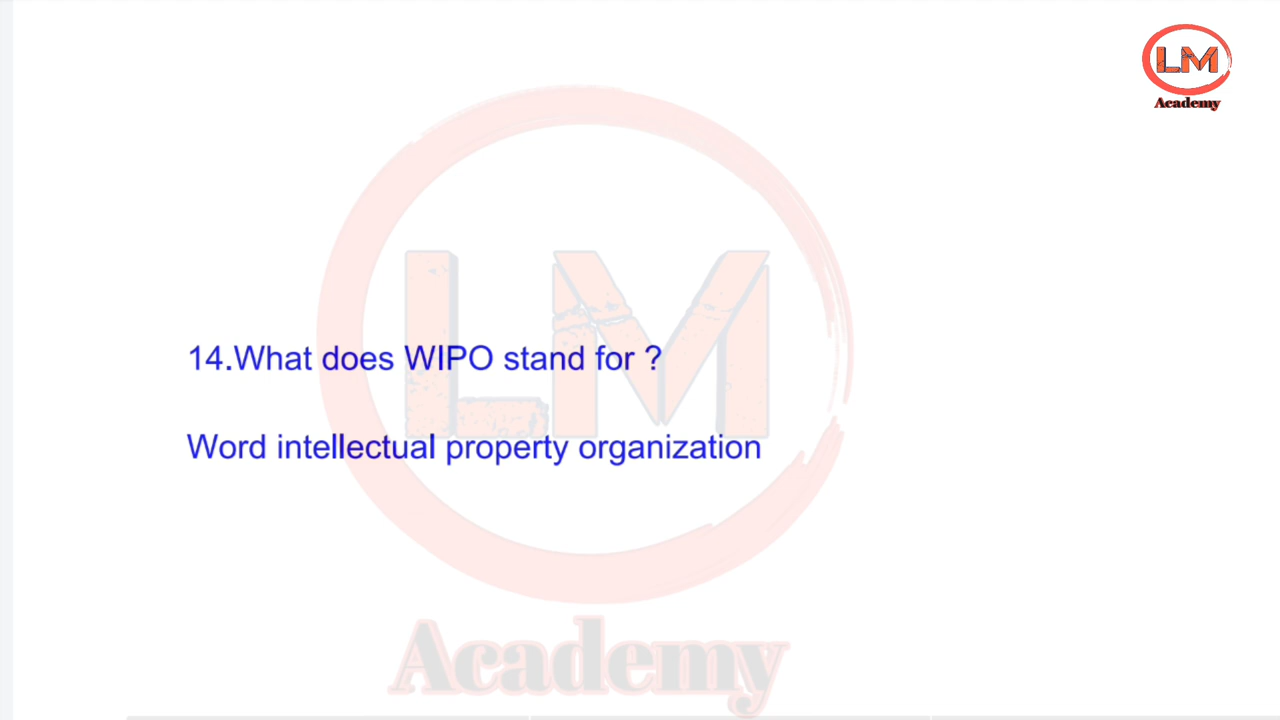 LM
Academy
14.What does WIPO stand for ?
Word intellectual property organization
LM
Academy